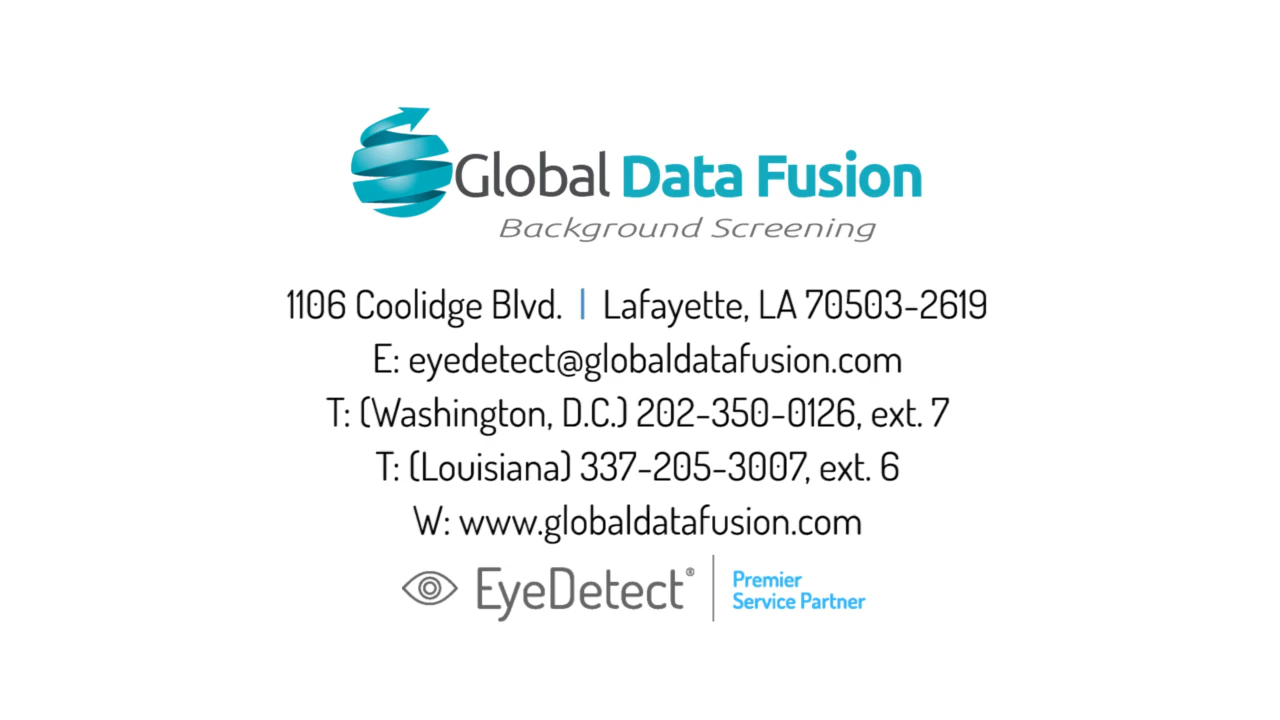 Global Data Fusion
Background Screening
1106 Coolidge Blvd. | Lafayette, LA 70503-2619
E: eyedetect@globaldatafusion.com
T: (Washington, D.C.) 202-350-0126, ext. 7
T: (Louisiana) 337-205-3007, ext. 6
W: www.globaldatafusion.com
EyeDetect®
Premier
Service Partner